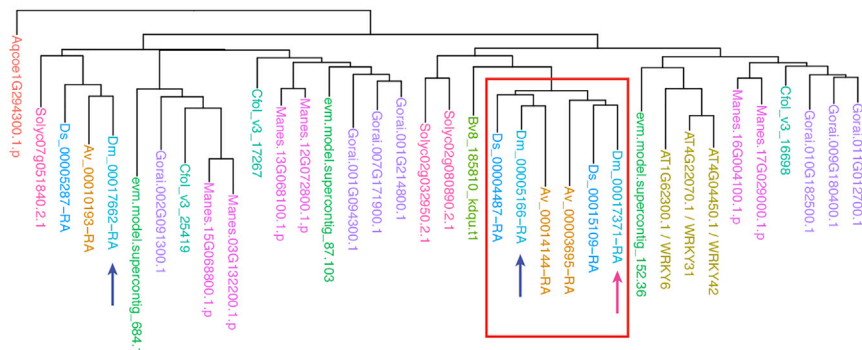 Aqcoe1G294300.1.p
Solyc07g051840.2.1
Ds_00005287-RA
Av_00010193-RA
Dm_00017662-RA
evm.model.supercontig_684.
Gorai.002G091300.1
Cfol_v3_25419
Manes.15G068800.1.p
Manes.03G132200.1.p
Cfol_v3_17267
Manes.13G068100.1.p
Manes.12G072800.1.p
evm.model.supercontig_87.103
Gorai.001G094300.1
Gorai.007G171900.1
Gorai.001G214800.1
Solyc02g032950.2.1
Solyc02g080890.2.1
Bv8_185810_kdqu.t1
Ds_00004487-RA
Dm_00005166-RA
Av_00014144-RA
Av_00003695-RA
Ds_00015109-RA
Dm_00017371-RA
evm.model.supercontig_152.36
AT1G62300.1 / WRKY6
AT4G22070.1 / WRKY31
AT4G04450.1 / WRKY42
Manes.16G004100.1.p
Manes.17G029000.1.p
Cfol_v3_16698
Gorai.010G182500.1
Gorai.009G180400.1
Gorai.011G012700.1